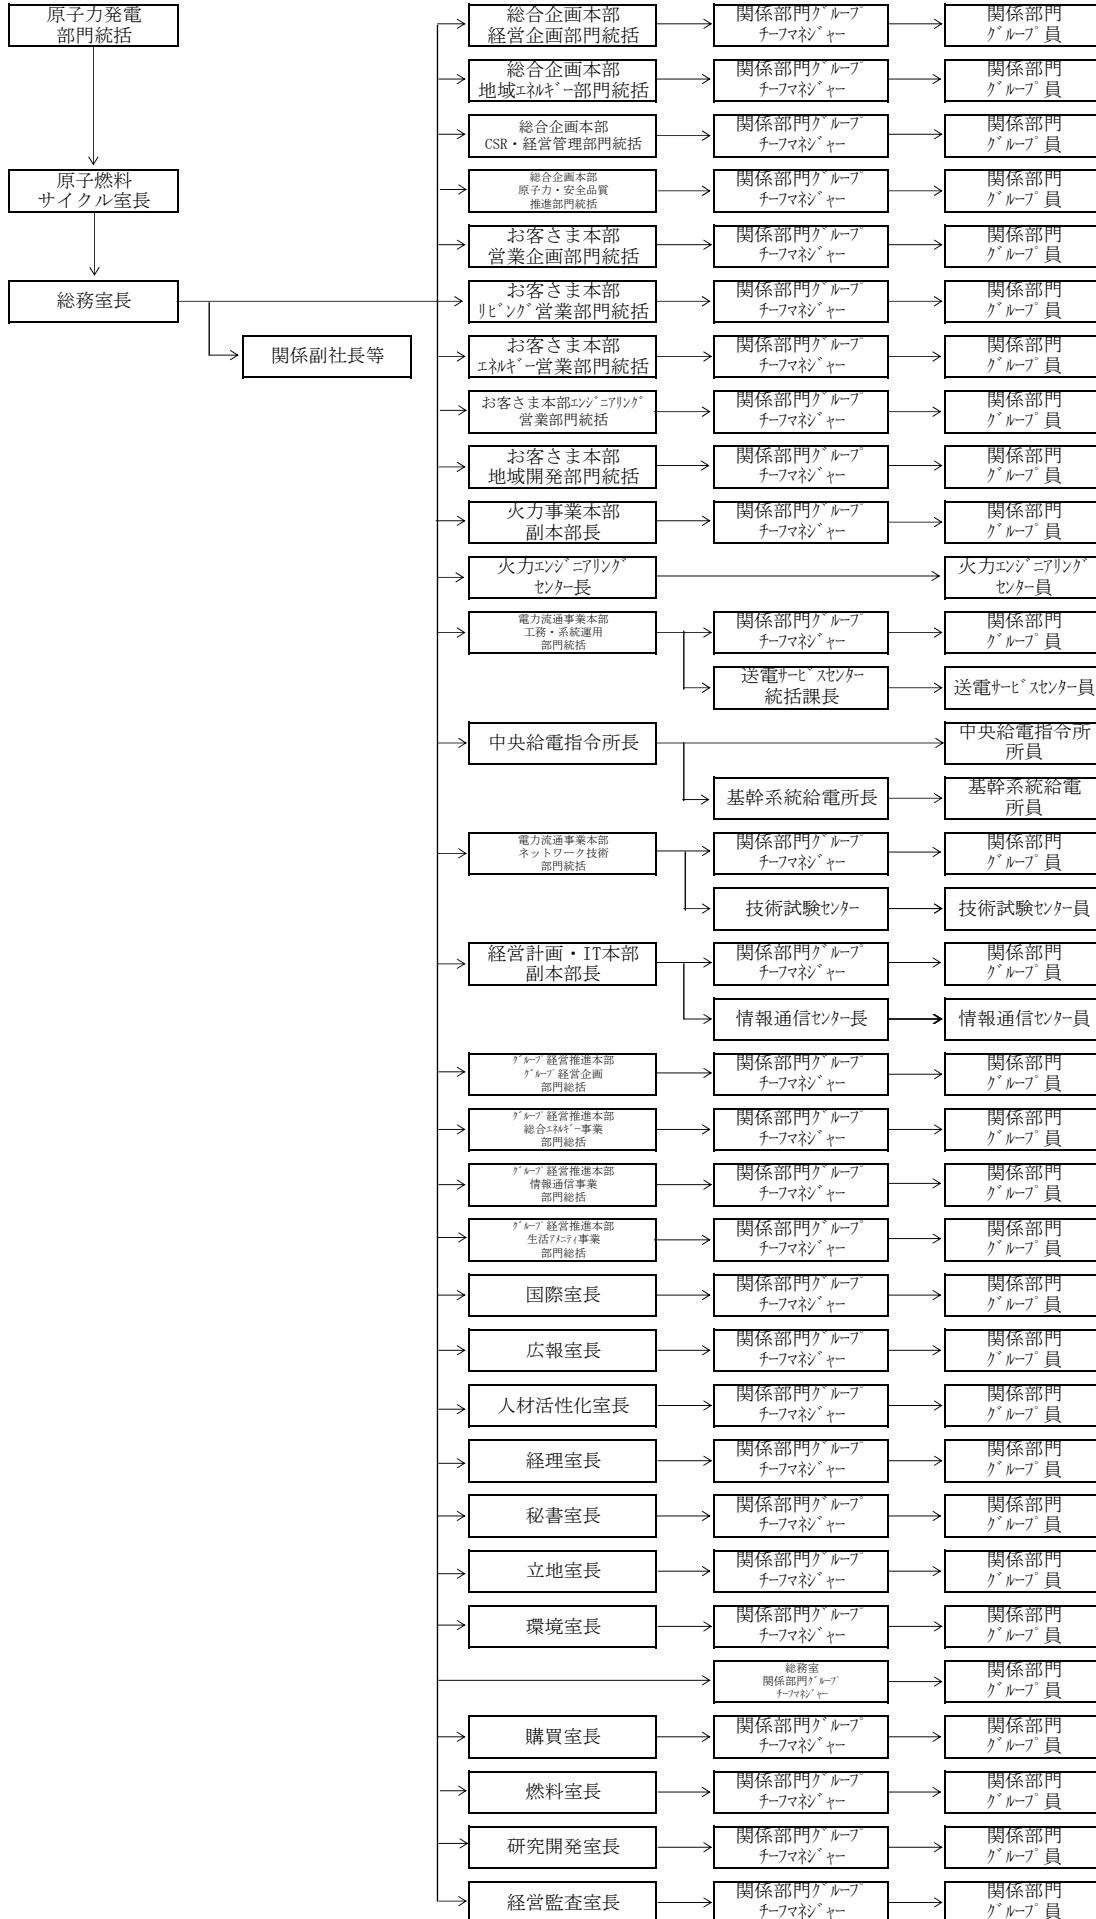 原子力発電
部門統括
原子燃料
サイクル室長
総務室長
関係副社長等
総合企画本部
経営企画部門統括
関係部門グループ
チーフマネジャー
関係部門
グループ員
総合企画本部
地域エネルギー部門統括
関係部門グループ
チーフマネジャー
関係部門
グループ員
総合企画本部
CSR・経営管理部門統括
関係部門グループ
チーフマネジャー
関係部門
グループ員
総合企画本部
原子力・安全品質
推進部門統括
関係部門グループ
チーフマネジャー
関係部門
グループ員
お客さま本部
営業企画部門統括
関係部門グループ
チーフマネジャー
関係部門
グループ員
お客さま本部
リビング営業部門統括
関係部門グループ
チーフマネジャー
関係部門
グループ員
お客さま本部
エネルギー営業部門統括
関係部門グループ
チーフマネジャー
関係部門
グループ員
お客さま本部エンジニアリング
営業部門統括
関係部門グループ
チーフマネジャー
関係部門
グループ員
お客さま本部
地域開発部門統括
関係部門グループ
チーフマネジャー
関係部門
グループ員
火力事業本部
副本部長
関係部門グループ
チーフマネジャー
関係部門
グループ員
火力エンジニアリング
センター長
火力エンジニアリング
センター員
電力流通事業本部
工務・系統運用
部門統括
関係部門グループ
チーフマネジャー
関係部門
グループ員
送電サービスセンター
統括課長
送電サービスセンター員
中央給電指令所長
中央給電指令所
所員
基幹系統給電所長
基幹系統給電
所員
電力流通事業本部
ネットワーク技術
部門統括
関係部門グループ
チーフマネジャー
関係部門
グループ員
技術試験センター
技術試験センター員
経営計画・IT本部
副本部長
関係部門グループ
チーフマネジャー
関係部門
グループ員
情報通信センター長
情報通信センター員
グループ経営推進本部
グループ経営企画
部門総括
関係部門グループ
チーフマネジャー
関係部門
グループ員
グループ経営推進本部
総合エネルギー事業
部門総括
関係部門グループ
チーフマネジャー
関係部門
グループ員
グループ経営推進本部
情報通信事業
部門総括
関係部門グループ
チーフマネジャー
関係部門
グループ員
グループ経営推進本部
生活アメニティ事業
部門総括
関係部門グループ
チーフマネジャー
関係部門
グループ員
国際室長
関係部門グループ
チーフマネジャー
関係部門
グループ員
広報室長
関係部門グループ
チーフマネジャー
関係部門
グループ員
人材活性化室長
関係部門グループ
チーフマネジャー
関係部門
グループ員
経理室長
関係部門グループ
チーフマネジャー
関係部門
グループ員
秘書室長
関係部門グループ
チーフマネジャー
関係部門
グループ員
立地室長
関係部門グループ
チーフマネジャー
関係部門
グループ員
環境室長
関係部門グループ
チーフマネジャー
関係部門
グループ員
総務室
関係部門グループ
チーフマネジャー
関係部門
グループ員
購買室長
関係部門グループ
チーフマネジャー
関係部門
グループ員
燃料室長
関係部門グループ
チーフマネジャー
関係部門
グループ員
研究開発室長
関係部門グループ
チーフマネジャー
関係部門
グループ員
経営監査室長
関係部門グループ
チーフマネジャー
関係部門
グループ員